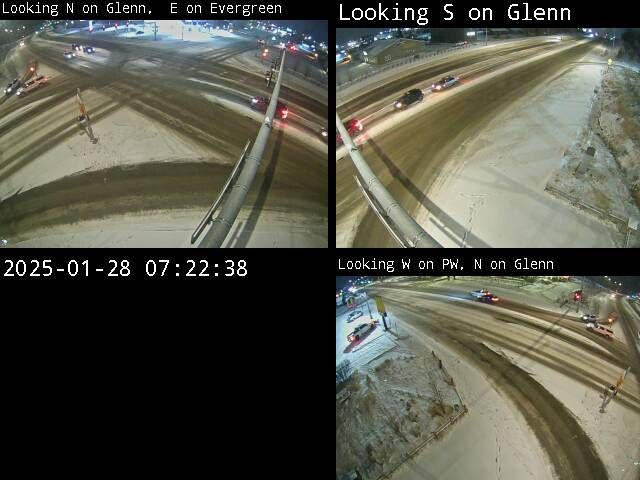 Looking N on Glenn,  E on Evergreen
Looking S on Glenn
2025-01-28 07:22:38
Looking W on PW, N on Glenn